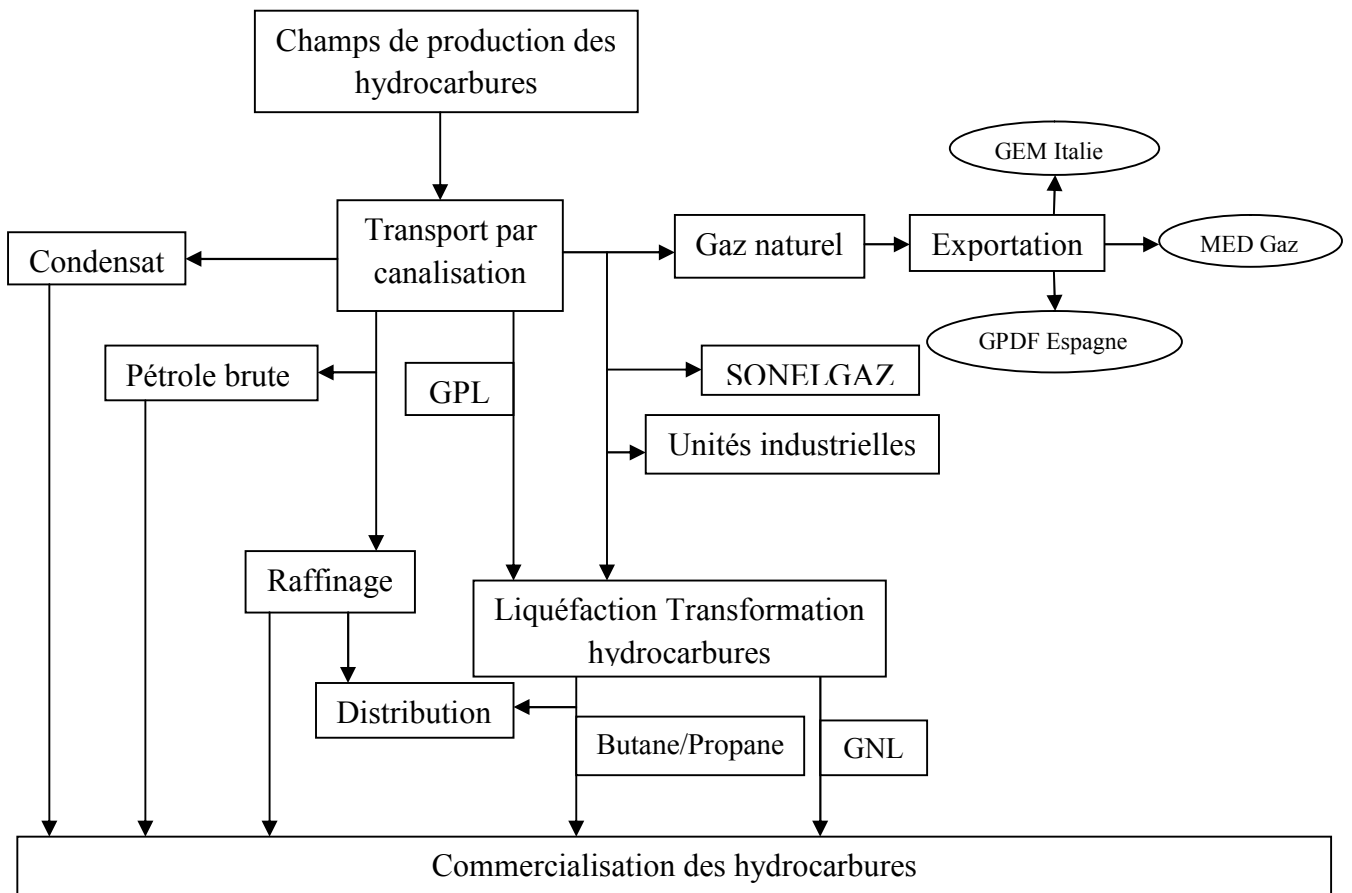 Champs de production des
hydrocarbures
GEM Italie
Transport par
canalisation
Gaz naturel
Exportation
MED Gaz
Condensat
GPDF Espagne
Pétrole brute
GPL
SONELGAZ
Unités industrielles
Raffinage
Liquéfaction Transformation
hydrocarbures
Distribution
Butane/Propane
GNL
Commercialisation des hydrocarbures